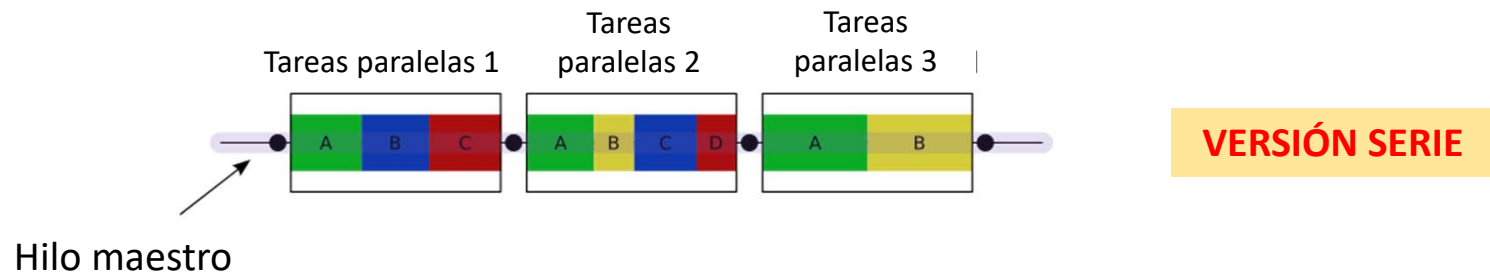 Tareas paralelas 1
Tareas
paralelas 2
Tareas
paralelas 3
A B C
A B C D
A B
VERSIÓN SERIE
Hilo maestro